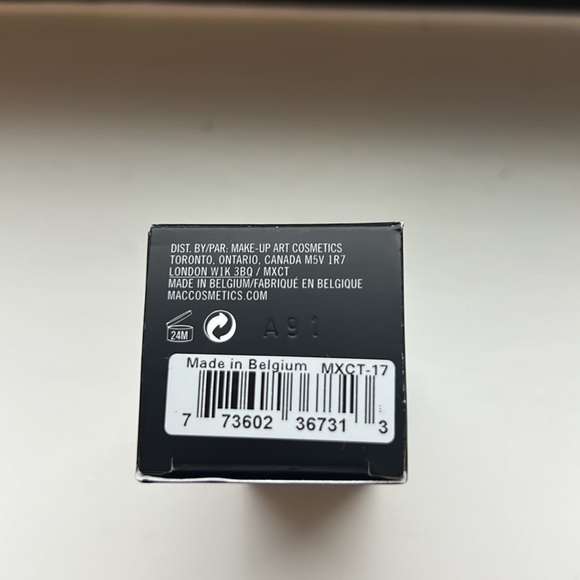 DIST. BY/PAR: MAKE-UP ART COSMETICS
TORONTO, ONTARIO, CANADA M5V 1R7
LONDON W1K 3BQ / MXCT
MADE IN BELGIUM/FABRIQUÉ EN BELGIQUE
MACCOSMETICS.COM
24M A91
Made in Belgium MXCT-17
7 73602 36731 3